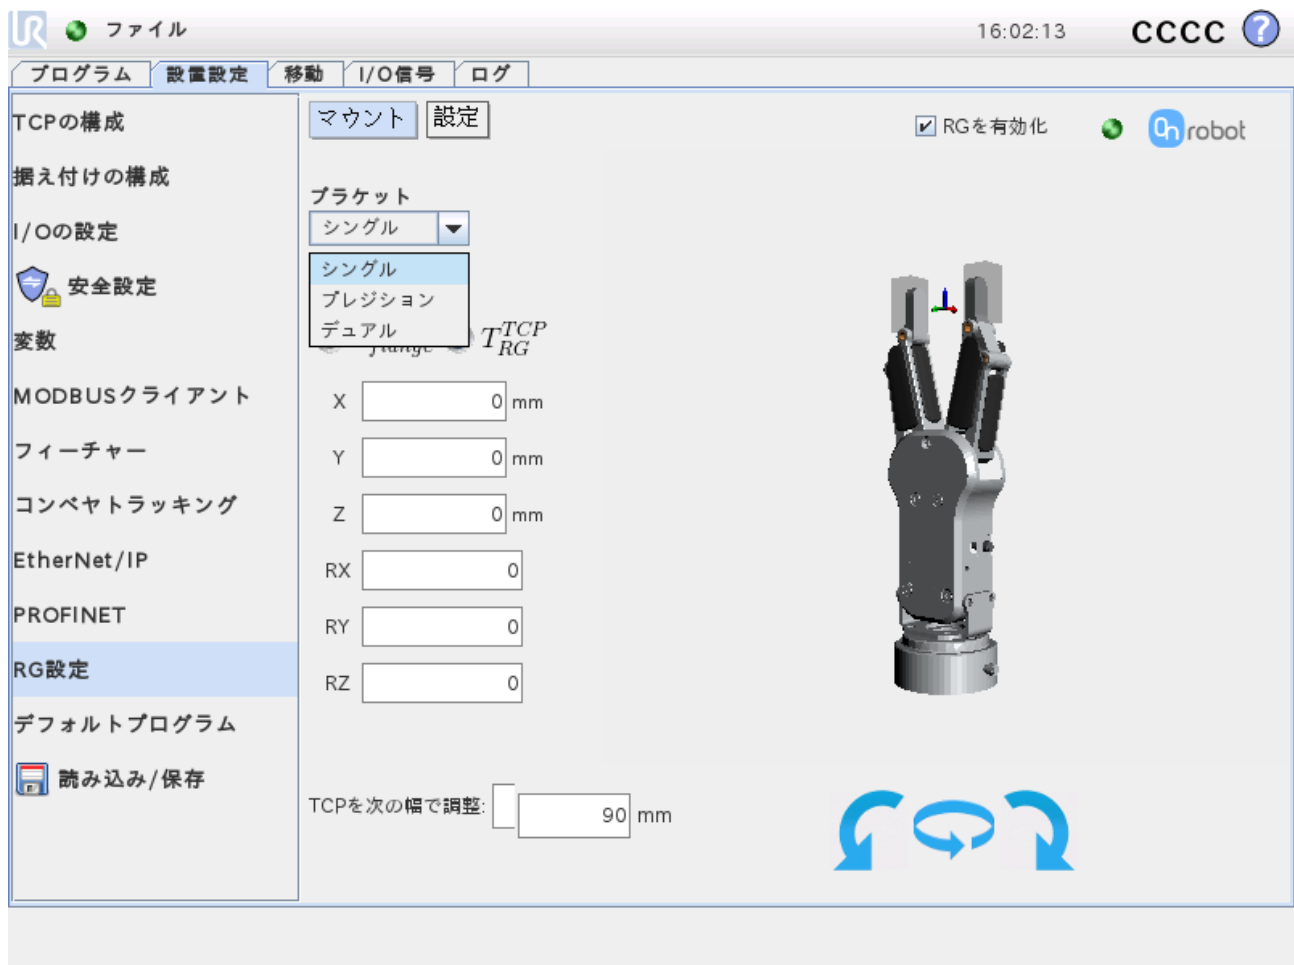 UR ファイル 16:02:13 CCCC ?
プログラム 設置設定 移動 I/O信号 ログ
TCPの構成
据え付けの構成
I/Oの設定
安全設定
変数
MODBUSクライアント
フィーチャー
コンベヤトラッキング
EtherNet/IP
PROFINET
RG設定
デフォルトプログラム
読み込み/保存
マウント 設定
RGを有効化 On robot
ブラケット
シングル
シングル
プレジション
デュアル
T_RG^TCP
X 0 mm
Y 0 mm
Z 0 mm
RX 0
RY 0
RZ 0
TCPを次の幅で調整: 90 mm